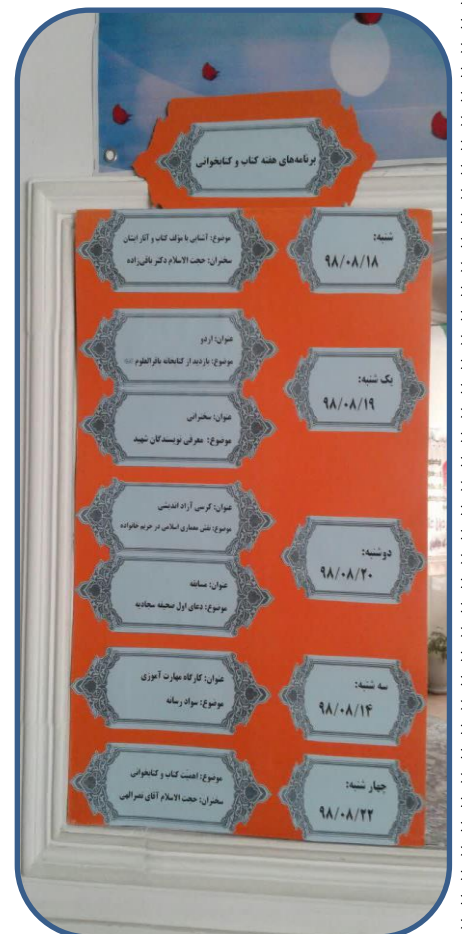 برنامه‌های هفته کتاب و کتابخوانی
شنبه:
۹۸/۰۸/۱۸
موضوع: آشنایی با مؤلف کتاب و آثار ایشان
سخنران: حجت الاسلام دکتر باقی‌زاده
یک شنبه:
۹۸/۰۸/۱۹
عنوان: اردو
موضوع: بازدید از کتابخانه باقرالعلوم
عنوان: سخنرانی
موضوع: معرفی نویسندگان شهید
دوشنبه:
۹۸/۰۸/۲۰
عنوان: کرسی آزاد اندیشی
موضوع: نقش معماری اسلامی در حریم خانواده
عنوان: مسابقه
موضوع: دعای اول صحیفه سجادیه
سه شنبه:
۹۸/۰۸/۱۴
عنوان: کارگاه مهارت آموزی
موضوع: سواد رسانه
چهار شنبه:
۹۸/۰۸/۲۲
موضوع: اهمیّت کتاب و کتابخوانی
سخنران: حجت الاسلام آقای نصرالهی